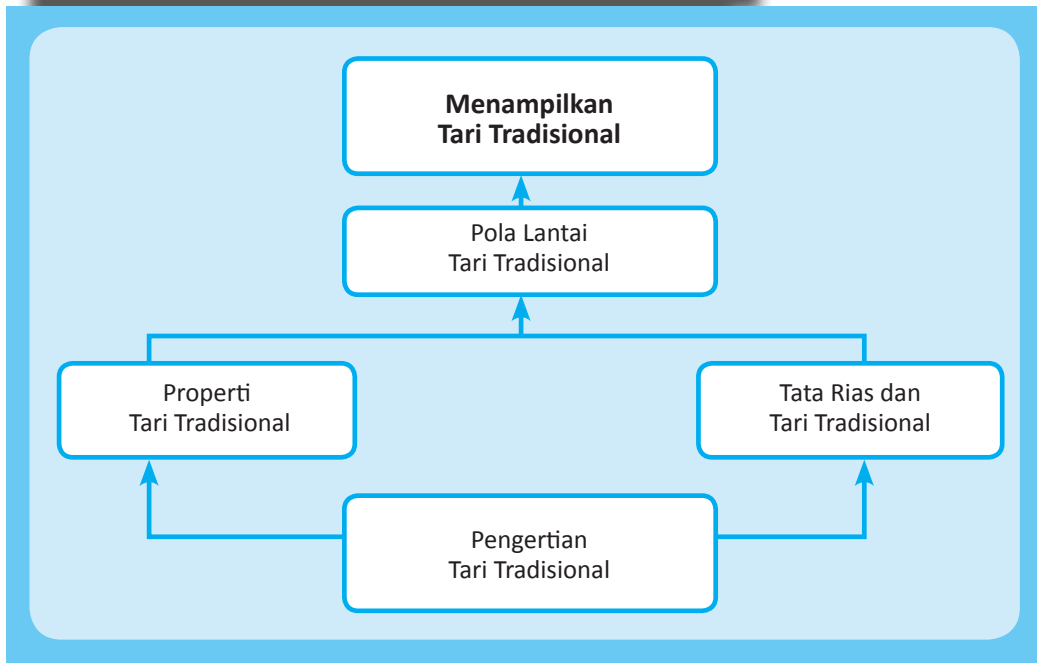 Menampilkan
Tari Tradisional
Pola Lantai
Tari Tradisional
Properti
Tari Tradisional
Tata Rias dan
Tari Tradisional
Pengertian
Tari Tradisional